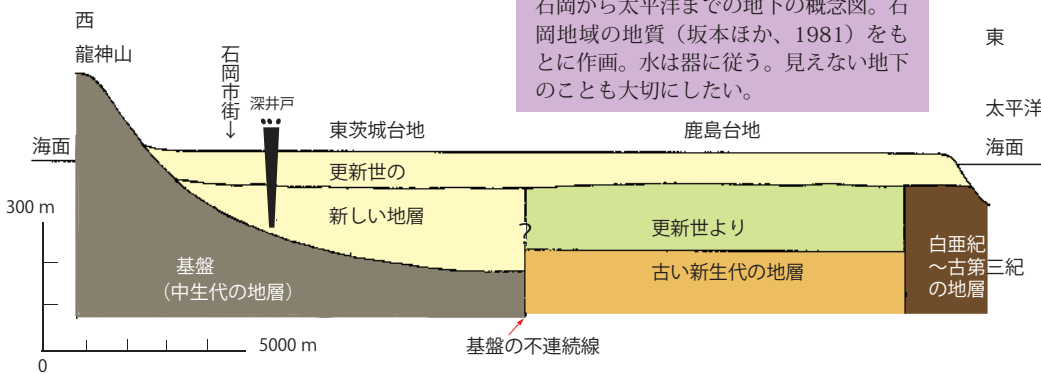 石岡から太平洋までの地下の概念図。石
岡地域の地質（坂本ほか、1981）をも
とに作画。水は器に従う。見えない地下
のことも大切にしたい。
西
龍神山
石岡市街→
深井戸
東
太平洋
海面
東茨城台地
鹿島台地
海面
更新世の
新しい地層
?
更新世より
古い新生代の地層
基盤
（中生代の地層）
白亜紀
～古第三紀
の地層
300 m
5000 m
0
基盤の不連続線